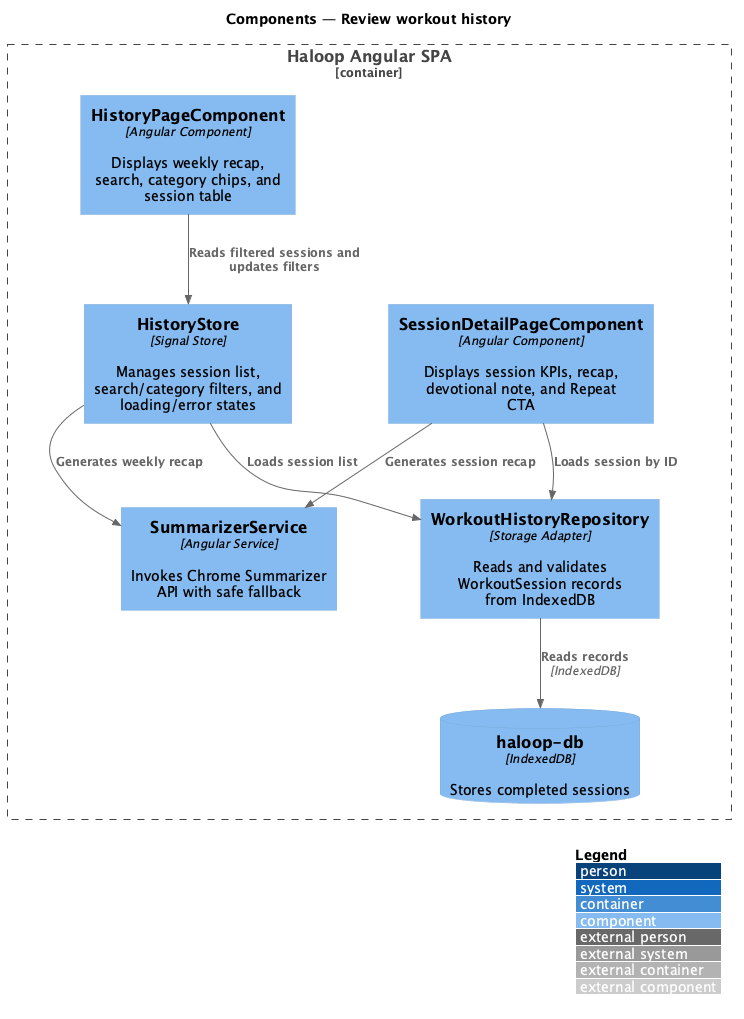 Components — Review workout history
Haloop Angular SPA
[container]
HistoryPageComponent
[Angular Component]
Displays weekly recap,
search, category chips, and
session table
Reads filtered sessions and
updates filters
HistoryStore
[Signal Store]
Manages session list,
search/category filters, and
loading/error states
SessionDetailPageComponent
[Angular Component]
Displays session KPIs, recap,
devotional note, and Repeat
CTA
Generates weekly recap
Loads session list
Generates session recap
Loads session by ID
SummarizerService
[Angular Service]
Invokes Chrome Summarizer
API with safe fallback
WorkoutHistoryRepository
[Storage Adapter]
Reads and validates
WorkoutSession records
from IndexedDB
Reads records
[IndexedDB]
haloop-db
[IndexedDB]
Stores completed sessions
Legend
person
system
container
component
external person
external system
external container
external component